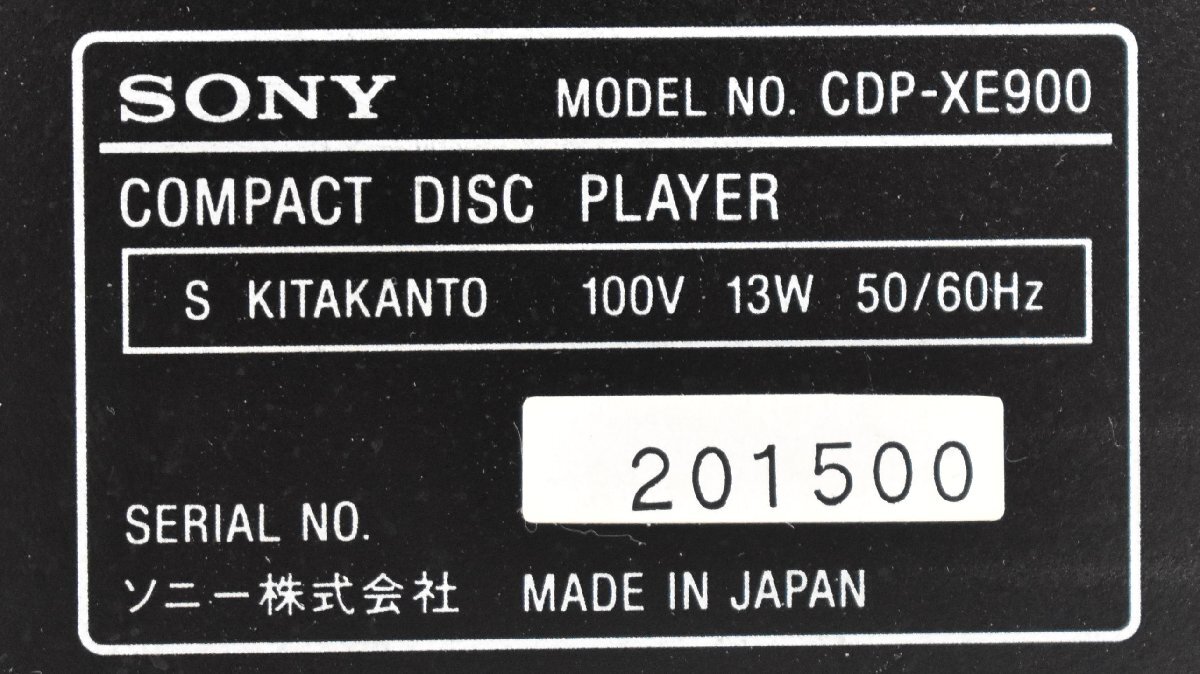 SONY MODEL NO. CDP-XE900
COMPACT DISC PLAYER
S KITAKANTO 100V 13W 50/60Hz
201500
SERIAL NO.
ソニー株式会社 MADE IN JAPAN